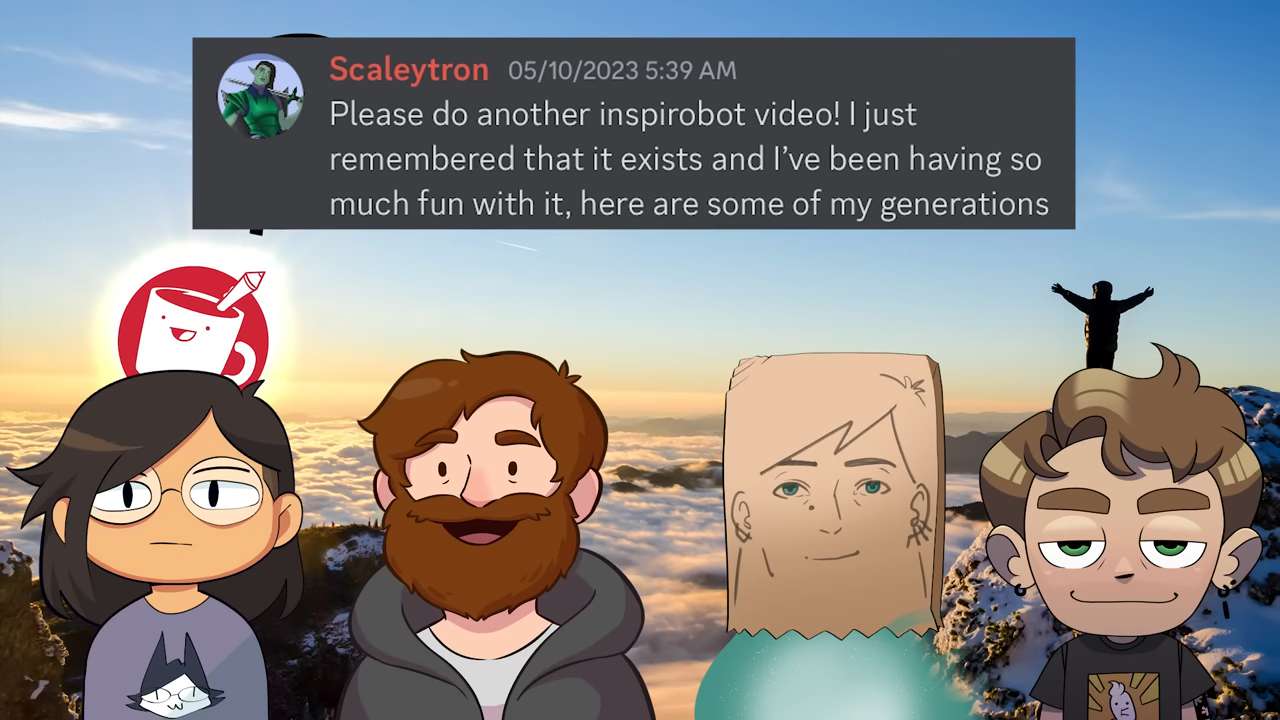 Scaleytron 05/10/2023 5:39 AM
Please do another inspirobot video! I just
remembered that it exists and I’ve been having so
much fun with it, here are some of my generations